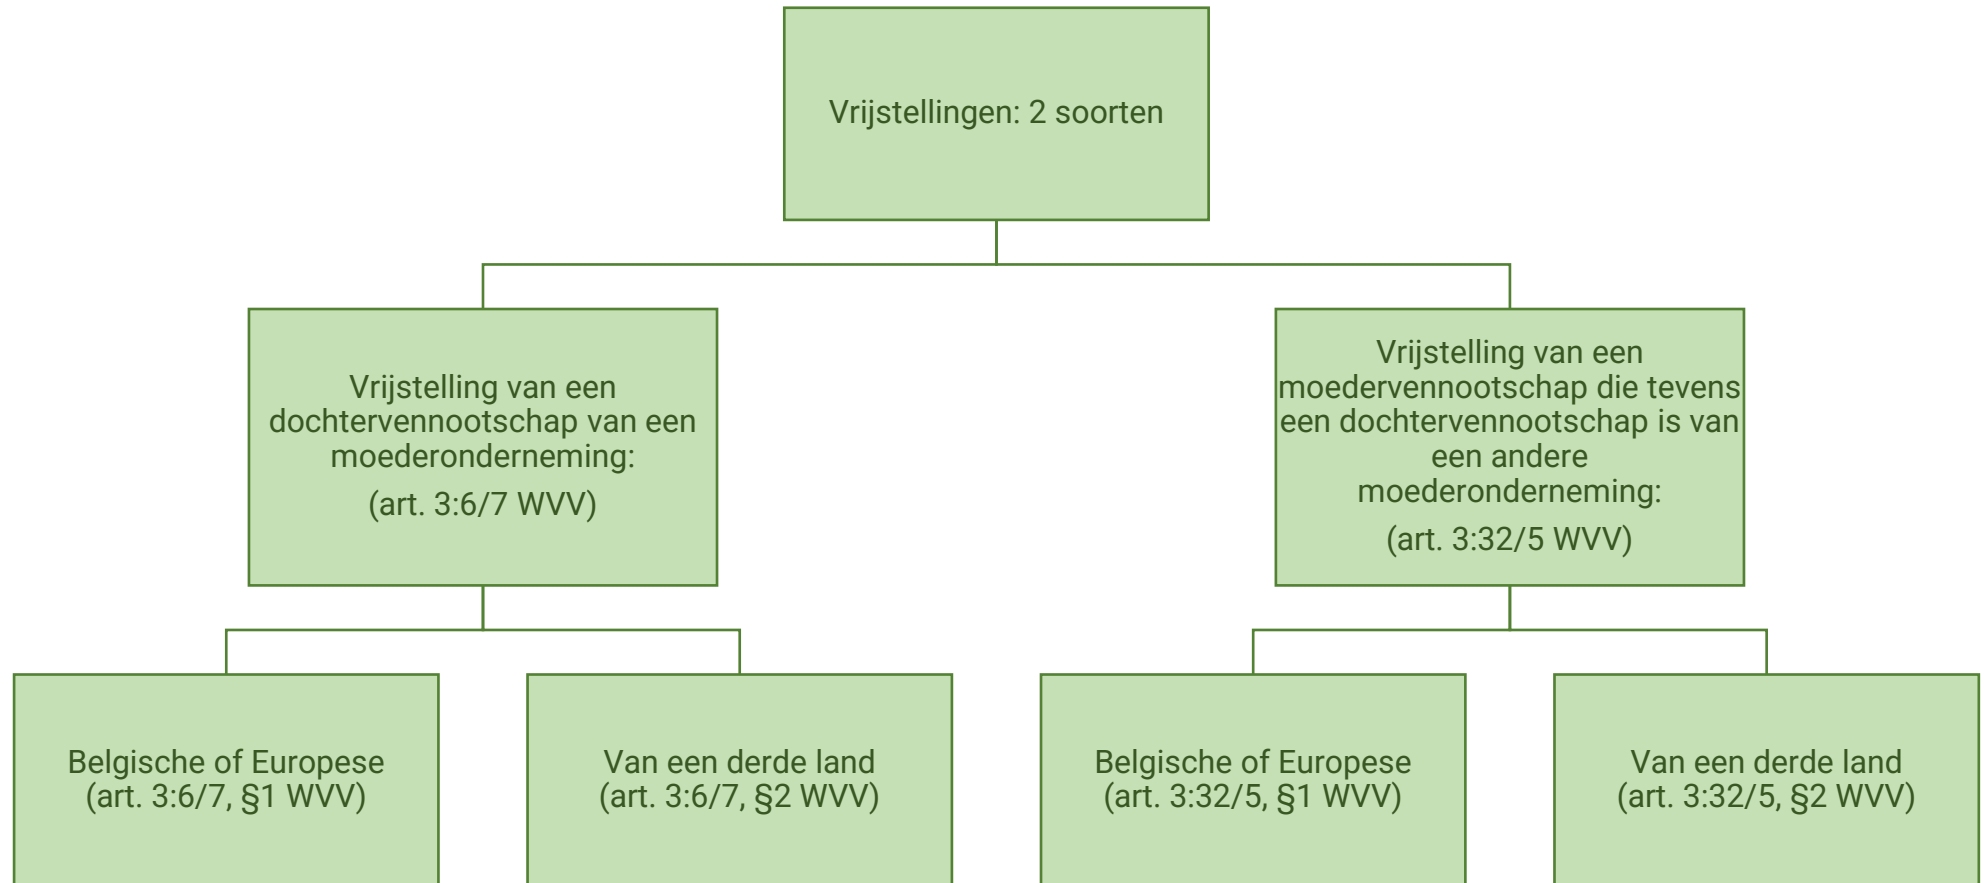 Vrijstellingen: 2 soorten
Vrijstelling van een
dochtervennootschap van een
moederonderneming:
(art. 3:6/7 WVV)
Vrijstelling van een
moedervennootschap die tevens
een dochtervennootschap is van
een andere
moederonderneming:
(art. 3:32/5 WVV)
Belgische of Europese
(art. 3:6/7, §1 WVV)
Van een derde land
(art. 3:6/7, §2 WVV)
Belgische of Europese
(art. 3:32/5, §1 WVV)
Van een derde land
(art. 3:32/5, §2 WVV)